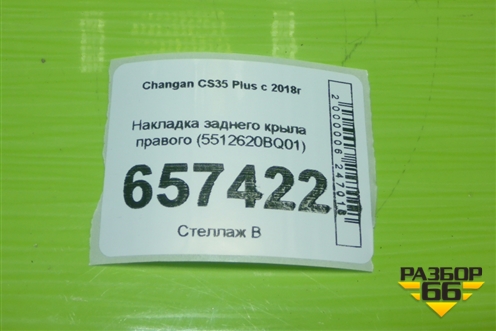 Changan CS35 Plus с 2018г
Накладка заднего крыла
правого (5512620BQ01)
657422
Стеллаж В
2000006247018
РАЗБОР
66